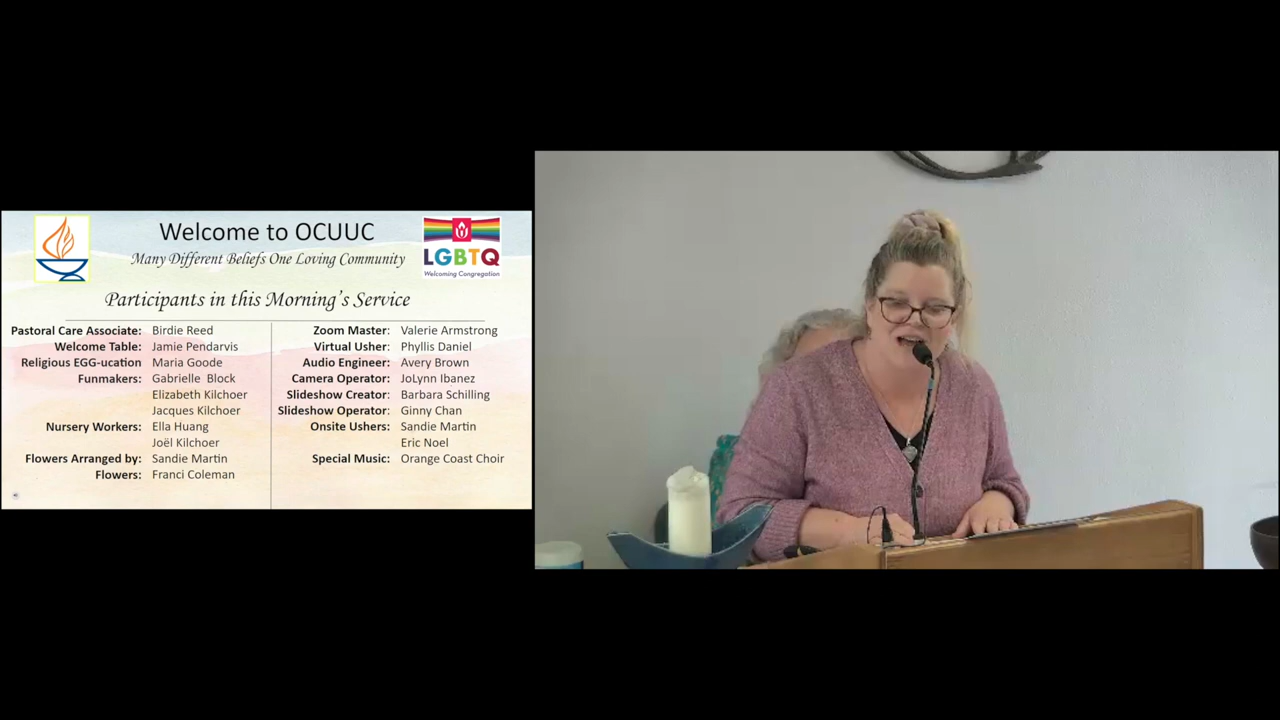 Welcome to OCUUC
Many Different Beliefs One Loving Community
LGBTQ
Welcoming Congregation
Participants in this Morning's Service
Pastoral Care Associate: Birdie Reed
Welcome Table: Jamie Pendarvis
Religious EGG-ucation Maria Goode
Funmakers: Gabrielle Block
Elizabeth Kilchoer
Jacques Kilchoer
Nursery Workers: Ella Huang
Joël Kilchoer
Flowers Arranged by: Sandie Martin
Flowers: Franci Coleman
Zoom Master: Valerie Armstrong
Virtual Usher: Phyllis Daniel
Audio Engineer: Avery Brown
Camera Operator: JoLynn Ibanez
Slideshow Creator: Barbara Schilling
Slideshow Operator: Ginny Chan
Onsite Ushers: Sandie Martin
Eric Noel
Special Music: Orange Coast Choir